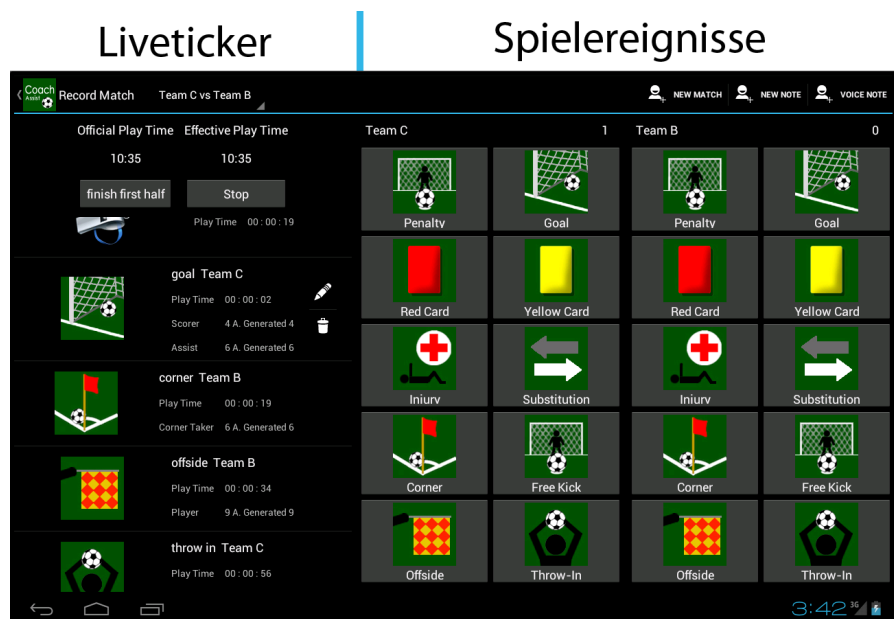 Liveticker
Spielereignisse
Coach
Assist
Record Match
Team C vs Team B
NEW MATCH
NEW NOTE
VOICE NOTE
Official Play Time Effective Play Time
10:35 10:35
finish first half Stop
Play Time 00:00:19
goal Team C
Play Time 00:00:02
Scorer 4 A. Generated 4
Assist 6 A. Generated 6
corner Team B
Play Time 00:00:19
Corner Taker 6 A. Generated 6
offside Team B
Play Time 00:00:34
Player 9 A. Generated 9
throw in Team C
Play Time 00:00:56
Team C 1 Team B 0
Penalty Goal Penalty Goal
Red Card Yellow Card Red Card Yellow Card
Injury Substitution Injury Substitution
Corner Free Kick Corner Free Kick
Offside Throw-In Offside Throw-In
3:42 3G